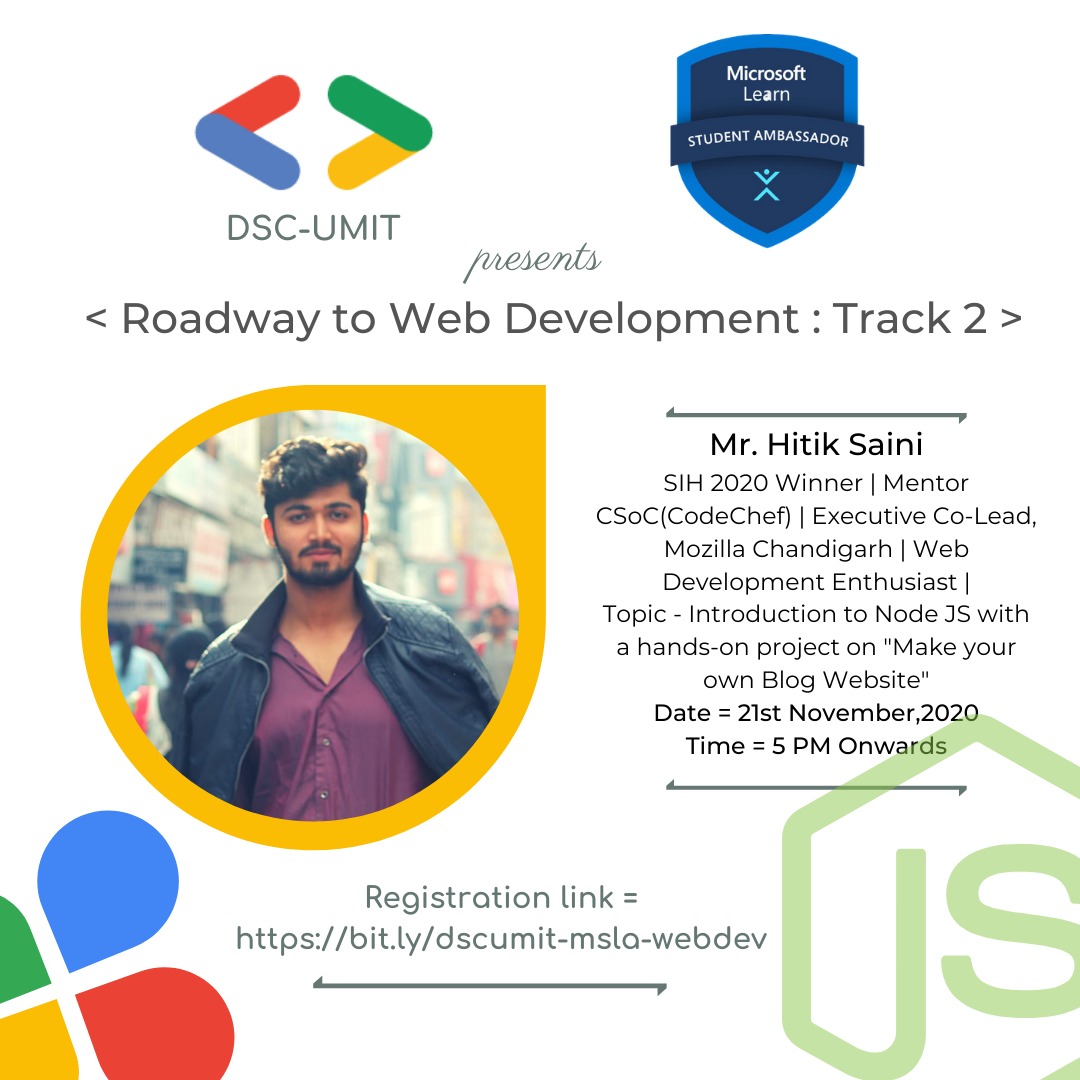 Microsoft
Learn
STUDENT AMBASSADOR
DSC-UMIT
presents
< Roadway to Web Development : Track 2 >
Mr. Hitik Saini
SIH 2020 Winner | Mentor
CSoC(CodeChef) | Executive Co-Lead,
Mozilla Chandigarh | Web
Development Enthusiast |
Topic - Introduction to Node JS with
a hands-on project on "Make your
own Blog Website"
Date = 21st November,2020
Time = 5 PM Onwards
JS
Registration link =
https://bit.ly/dscumit-msla-webdev